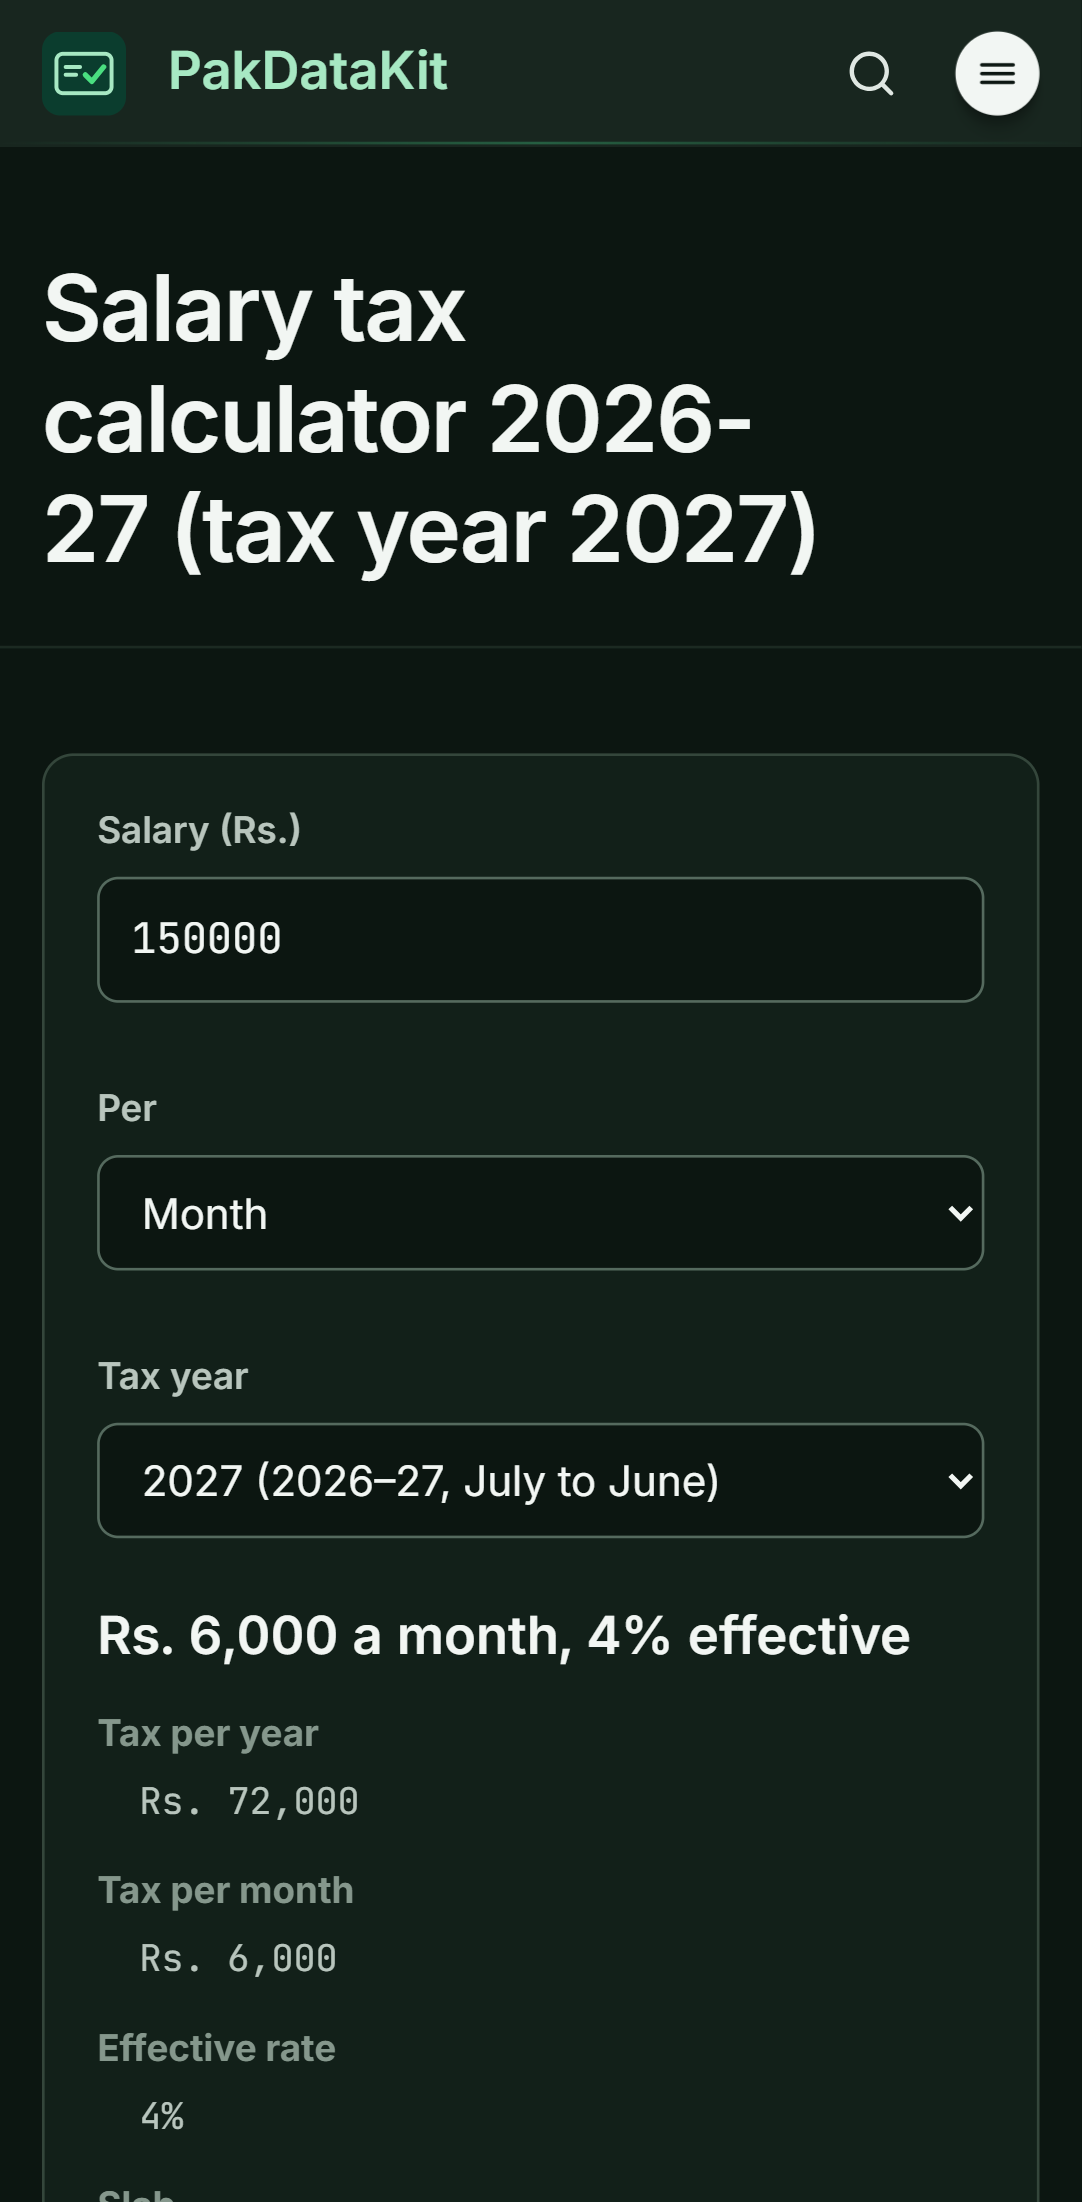 PakDataKit
Salary tax
calculator 2026-
27 (tax year 2027)
Salary (Rs.)
150000
Per
Month
Tax year
2027 (2026–27, July to June)
Rs. 6,000 a month, 4% effective
Tax per year
Rs. 72,000
Tax per month
Rs. 6,000
Effective rate
4%
Slab